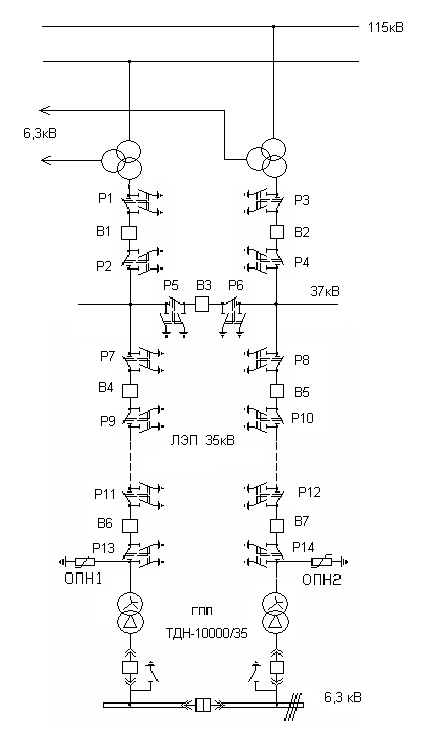 115кВ
6,3кВ
Р1
Р3
В1
В2
Р2
Р4
Р5 В3 Р6
37кВ
Р7
Р8
В4
В5
Р9
Р10
ЛЭП 35кВ
Р11
Р12
В6
В7
Р13
Р14
ОПН1
ОПН2
ГПП
ТДН-10000/35
6,3 кВ